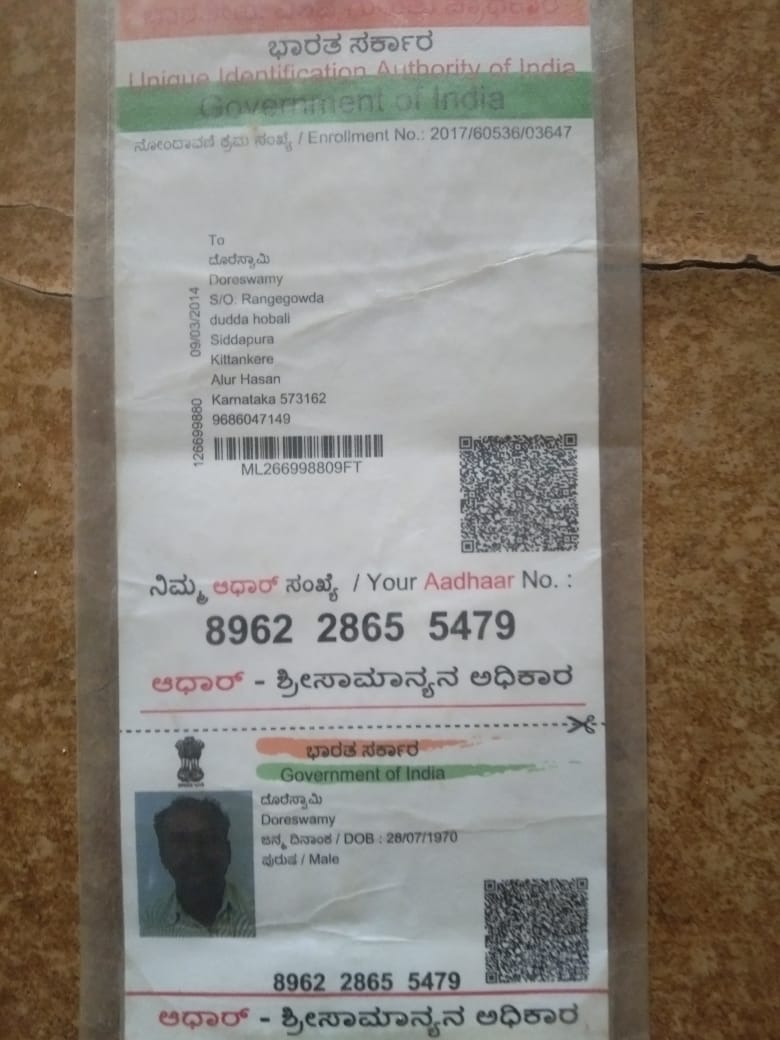 ಭಾರತ ಸರ್ಕಾರ
Unique Identification Authority of India
Government of India
ನೋಂದಾವಣಿ ಕ್ರಮ ಸಂಖ್ಯೆ / Enrollment No.: 2017/60536/03647
To
ದೊರೆಸ್ವಾಮಿ
Doreswamy
S/O: Rangegowda
dudda hobali
Siddapura
Kittankere
Alur Hasan
Karnataka 573162
9686047149
09/03/2014
126699880
ML266998809FT
ನಿಮ್ಮ ಆಧಾರ್ ಸಂಖ್ಯೆ / Your Aadhaar No. :
8962 2865 5479
ಆಧಾರ್ - ಶ್ರೀಸಾಮಾನ್ಯನ ಅಧಿಕಾರ
ಭಾರತ ಸರ್ಕಾರ
Government of India
ದೊರೆಸ್ವಾಮಿ
Doreswamy
ಜನ್ಮ ದಿನಾಂಕ / DOB : 28/07/1970
ಪುರುಷ / Male
8962 2865 5479
ಆಧಾರ್ - ಶ್ರೀಸಾಮಾನ್ಯನ ಅಧಿಕಾರ